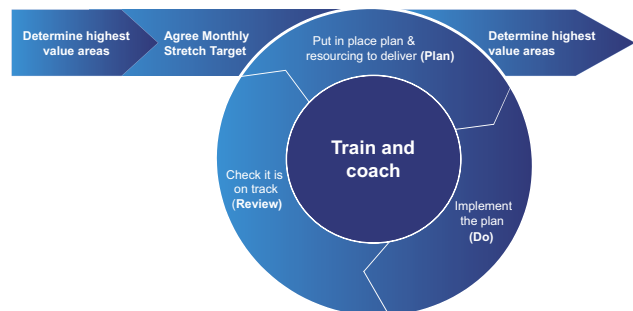 Determine highest
value areas
Agree Monthly
Stretch Target
Put in place plan &
resourcing to deliver (Plan)
Determine highest
value areas
Train and
coach
Check it is
on track
(Review)
Implement
the plan
(Do)